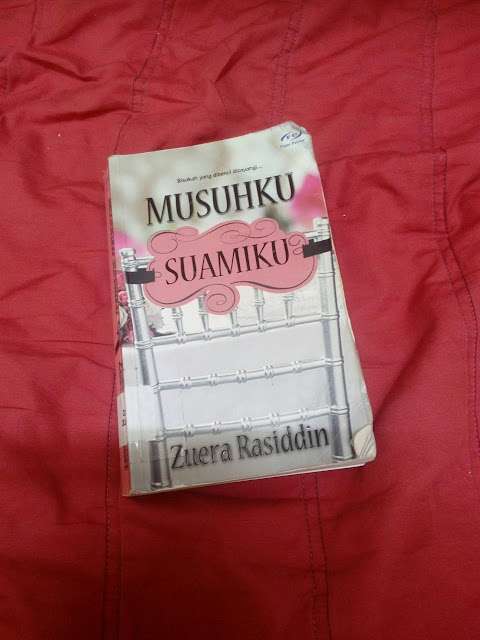 Bisakah yang dibenci disayangi...
MUSUHKU
SUAMIKU
Zuera Rasiddin